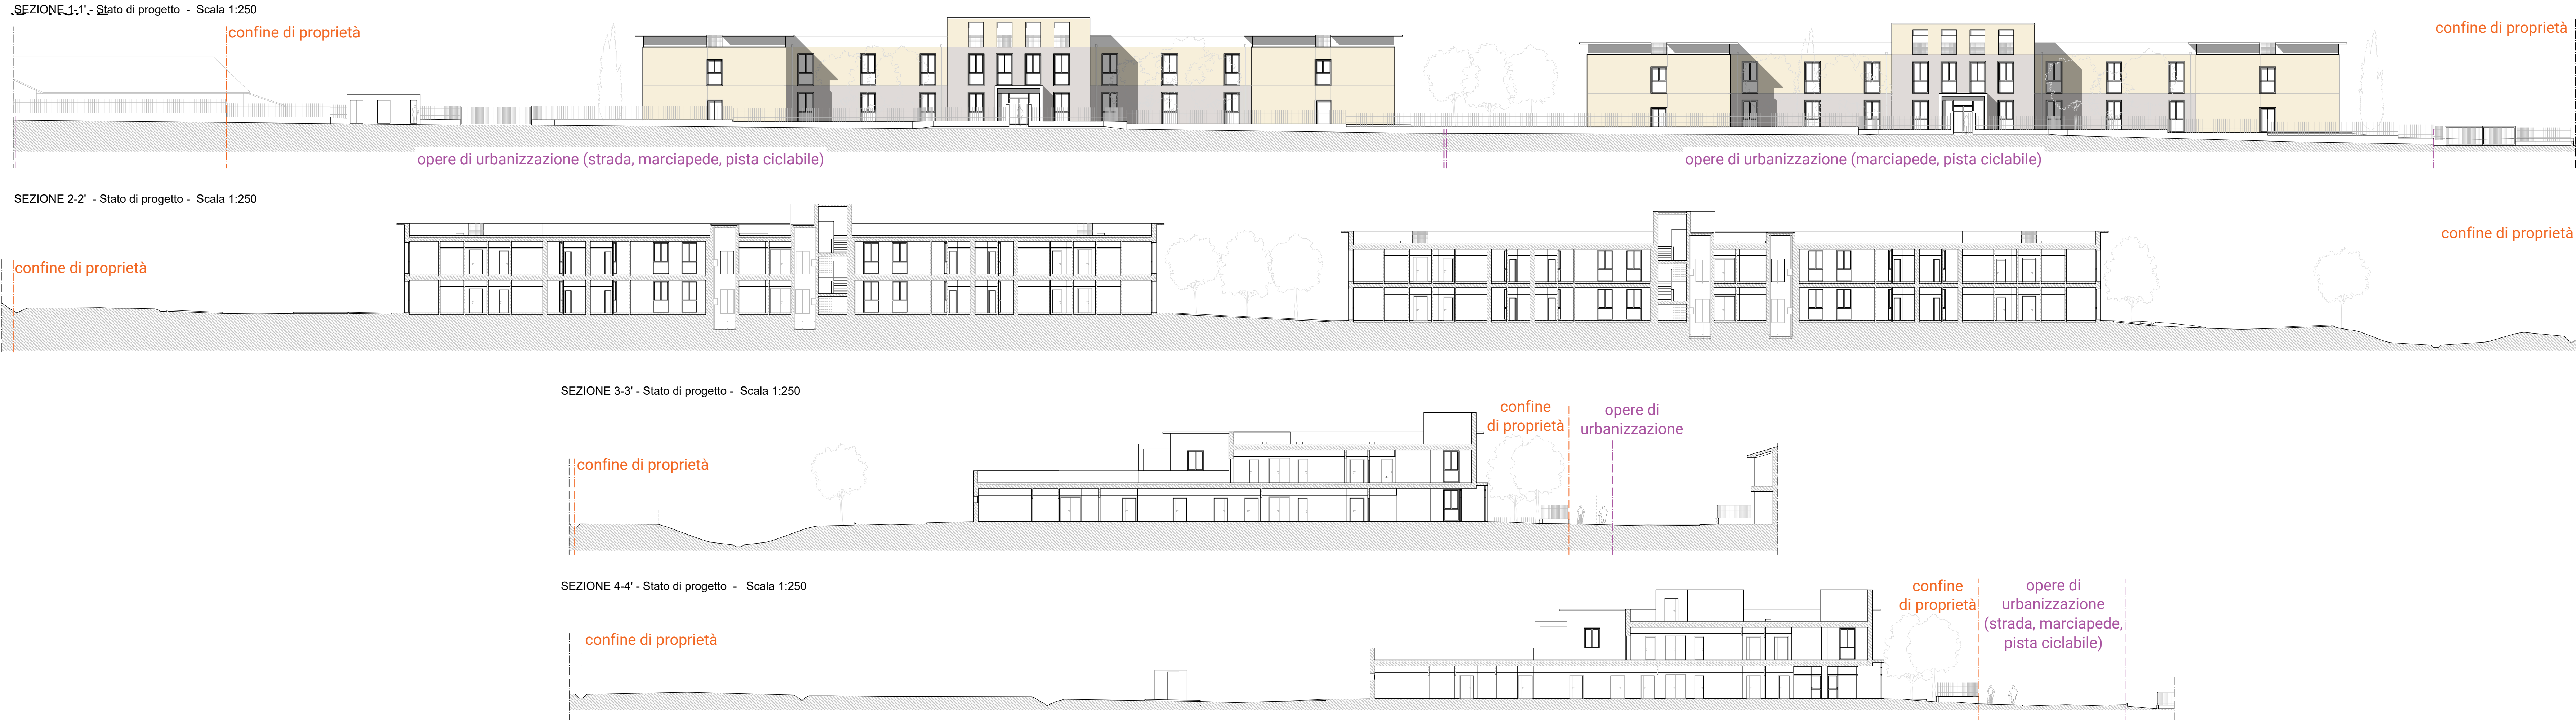 SEZIONE 1-1' - Stato di progetto - Scala 1:250
confine di proprietà
confine di proprietà
opere di urbanizzazione (strada, marciapede, pista ciclabile)
opere di urbanizzazione (marciapede, pista ciclabile)
SEZIONE 2-2' - Stato di progetto - Scala 1:250
confine di proprietà
confine di proprietà
SEZIONE 3-3' - Stato di progetto - Scala 1:250
confine di proprietà
confine
di proprietà
opere di
urbanizzazione
SEZIONE 4-4' - Stato di progetto - Scala 1:250
confine di proprietà
confine
di proprietà
opere di
urbanizzazione
(strada, marciapede,
pista ciclabile)